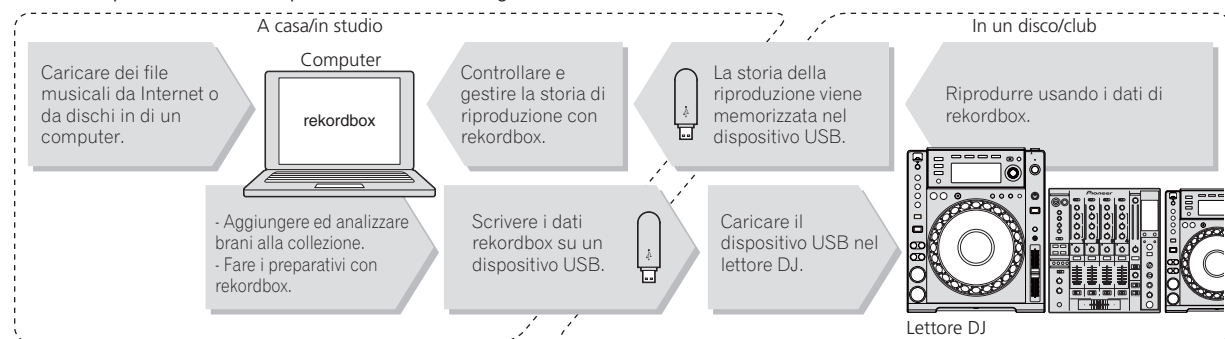 A casa/in studio
In un disco/club
Caricare dei file
musicali da Internet o
da dischi in di un
computer.
Computer
rekordbox
Controllare e
gestire la storia di
riproduzione con
rekordbox.
La storia della
riproduzione viene
memorizzata nel
dispositivo USB.
Riprodurre usando i dati di
rekordbox.
- Aggiungere ed analizzare
brani alla collezione.
- Fare i preparativi con
rekordbox.
Scrivere i dati
rekordbox su un
dispositivo USB.
Caricare il
dispositivo USB nel
lettore DJ.
Pioneer
Lettore DJ